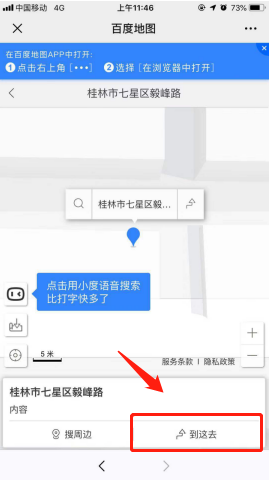 中国移动 4G 上午11:46 73%
百度地图
在百度地图APP中打开:
1 点击右上角 [•••] 2 选择 [在浏览器中打开]
桂林市七星区毅峰路
桂林市七星区毅...
点击用小度语音搜索
比打字快多了
5 米
服务条款 | 隐私政策
桂林市七星区毅峰路
内容
搜周边 到这去